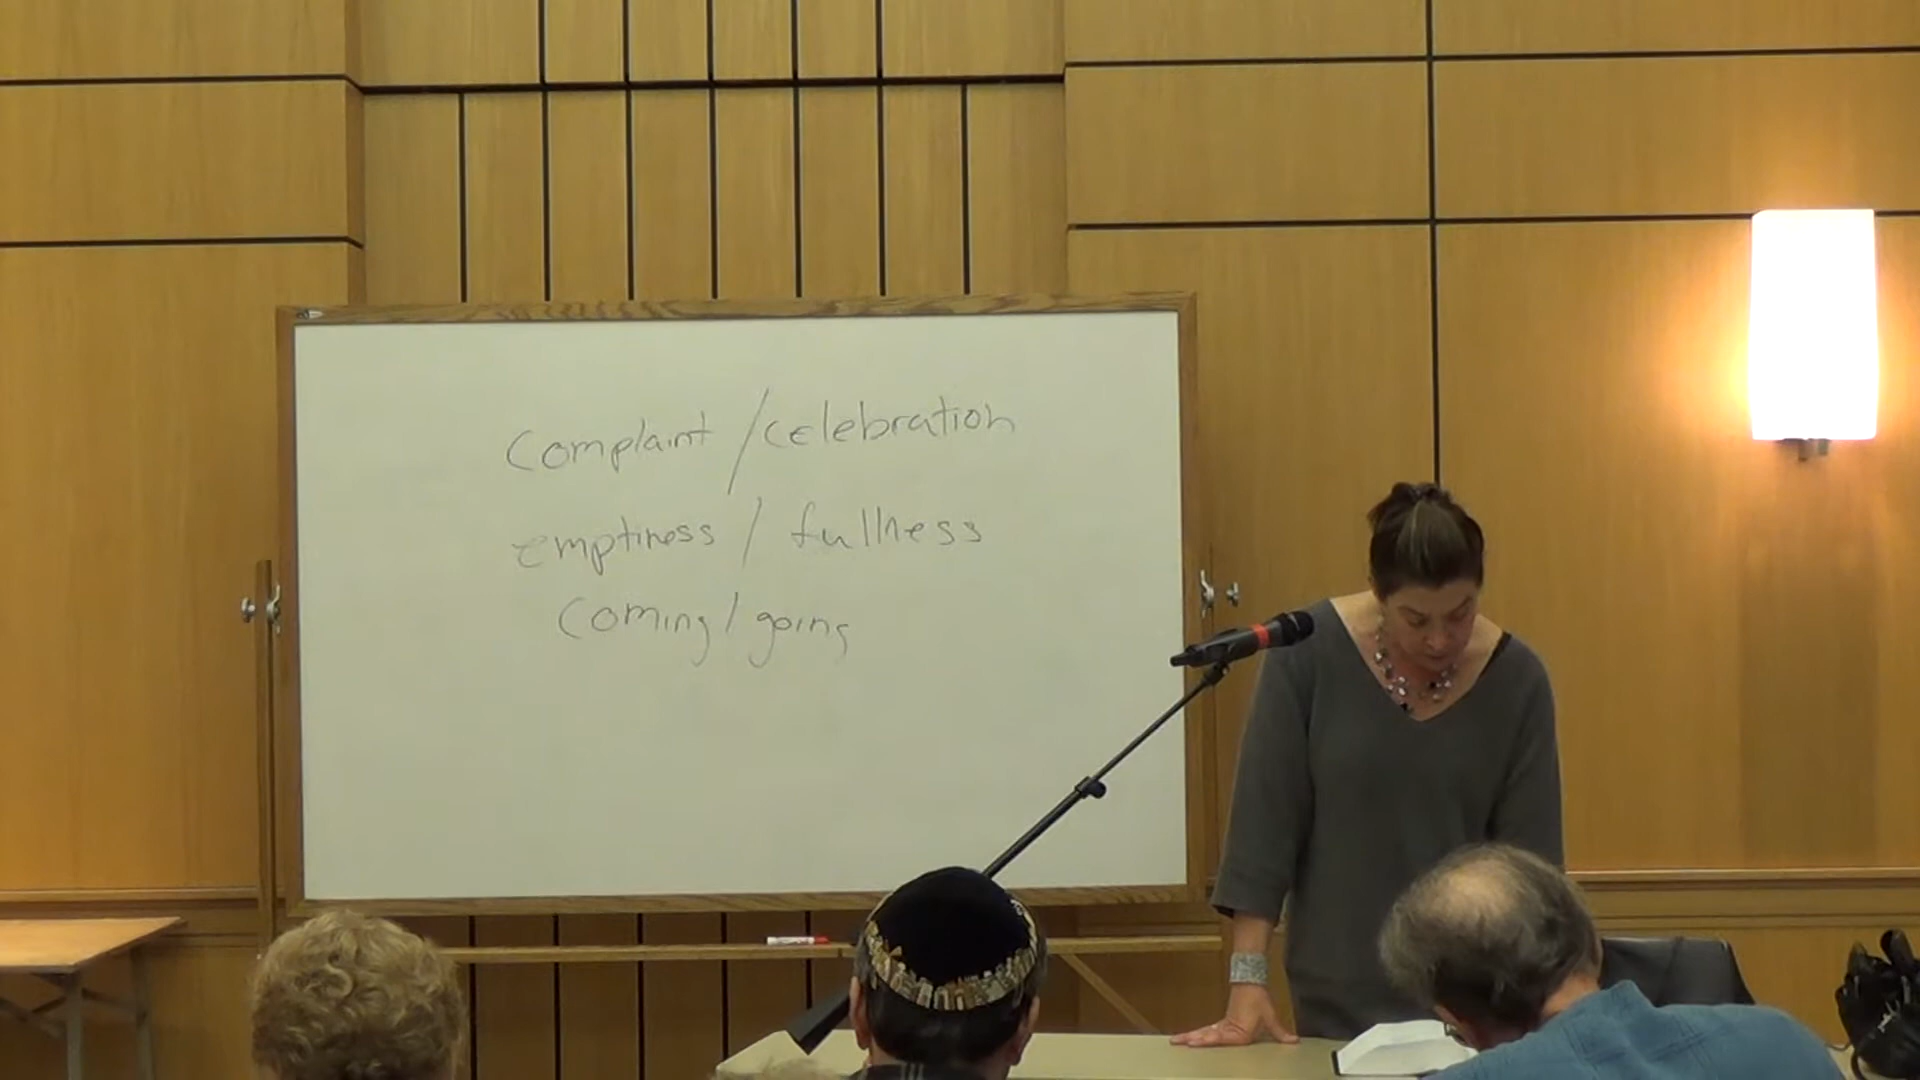 Complaint / celebration
emptiness / fullness
coming / going